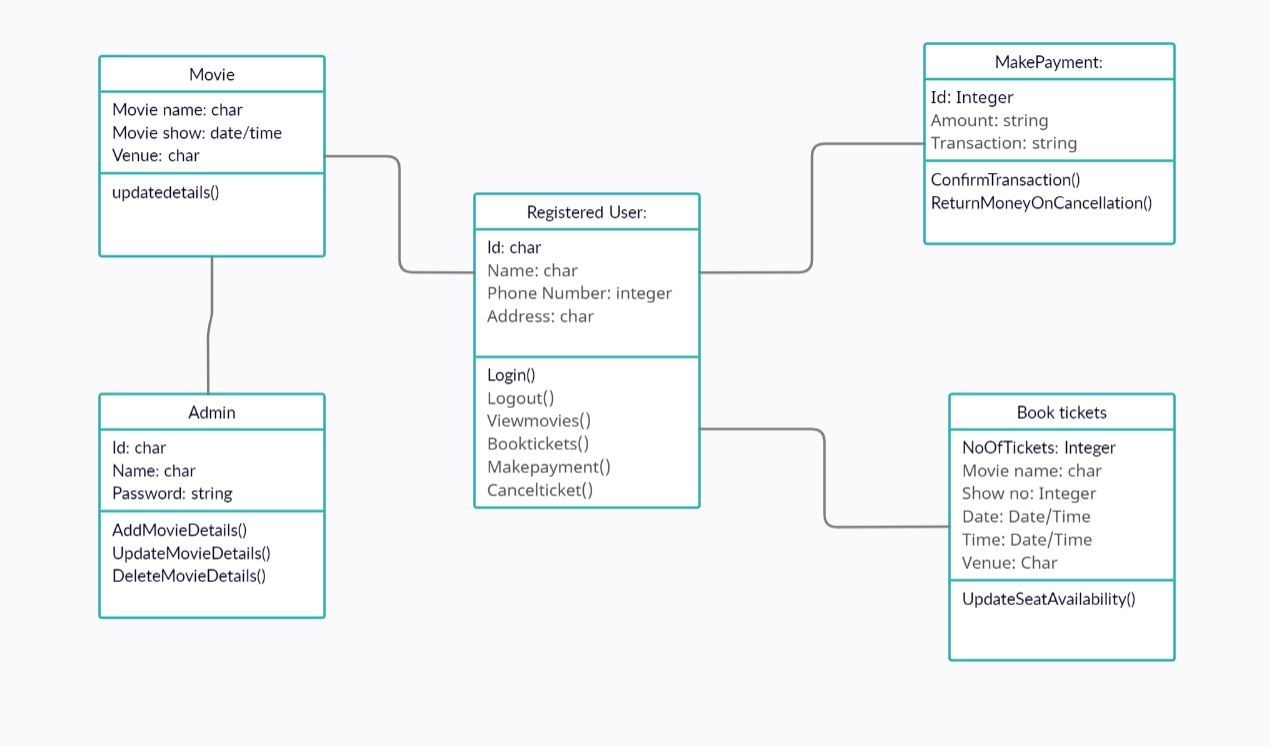 Movie
Movie name: char
Movie show: date/time
Venue: char
updatedetails()
Admin
Id: char
Name: char
Password: string
AddMovieDetails()
UpdateMovieDetails()
DeleteMovieDetails()
Registered User:
Id: char
Name: char
Phone Number: integer
Address: char
Login()
Logout()
Viewmovies()
Booktickets()
Makepayment()
Cancelticket()
MakePayment:
Id: Integer
Amount: string
Transaction: string
ConfirmTransaction()
ReturnMoneyOnCancellation()
Book tickets
NoOfTickets: Integer
Movie name: char
Show no: Integer
Date: Date/Time
Time: Date/Time
Venue: Char
UpdateSeatAvailability()